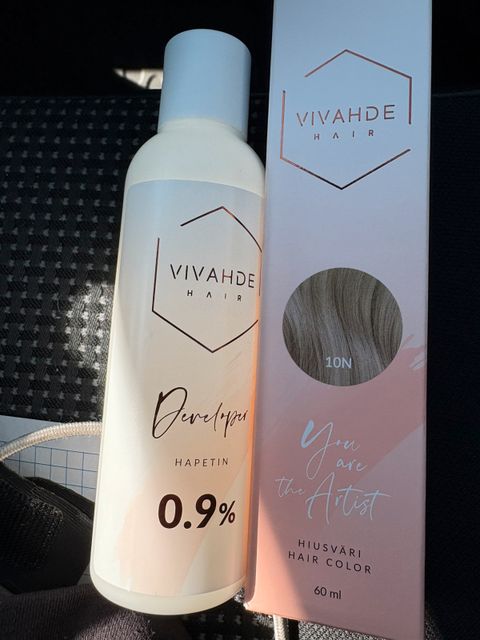 VIVAHDE
HAIR
Developer
HAPETIN
0.9%
VIVAHDE
HAIR
10N
You
are
the Artist
HIUSVÄRI
HAIR COLOR
60 ml